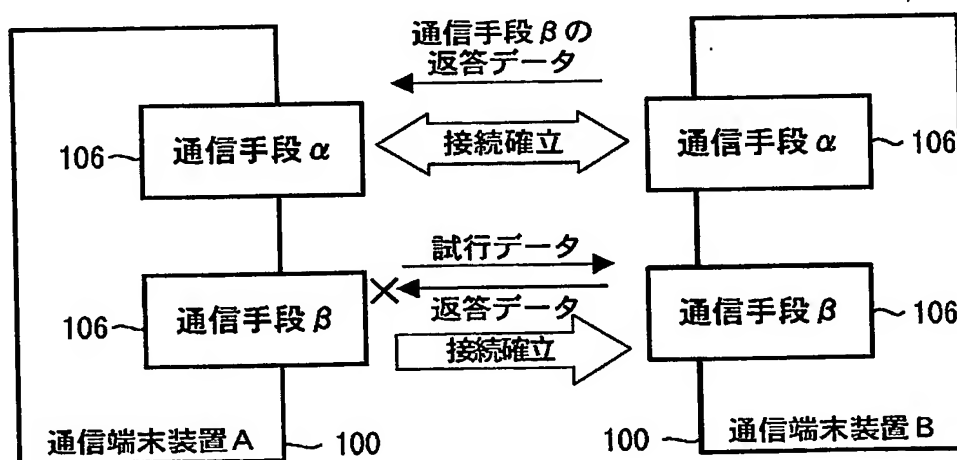 通信手段βの
返答データ
106
通信手段α
接続確立
通信手段α
106
試行データ
106
通信手段β
返答データ
接続確立
通信手段β
106
通信端末装置A
100
100
通信端末装置B